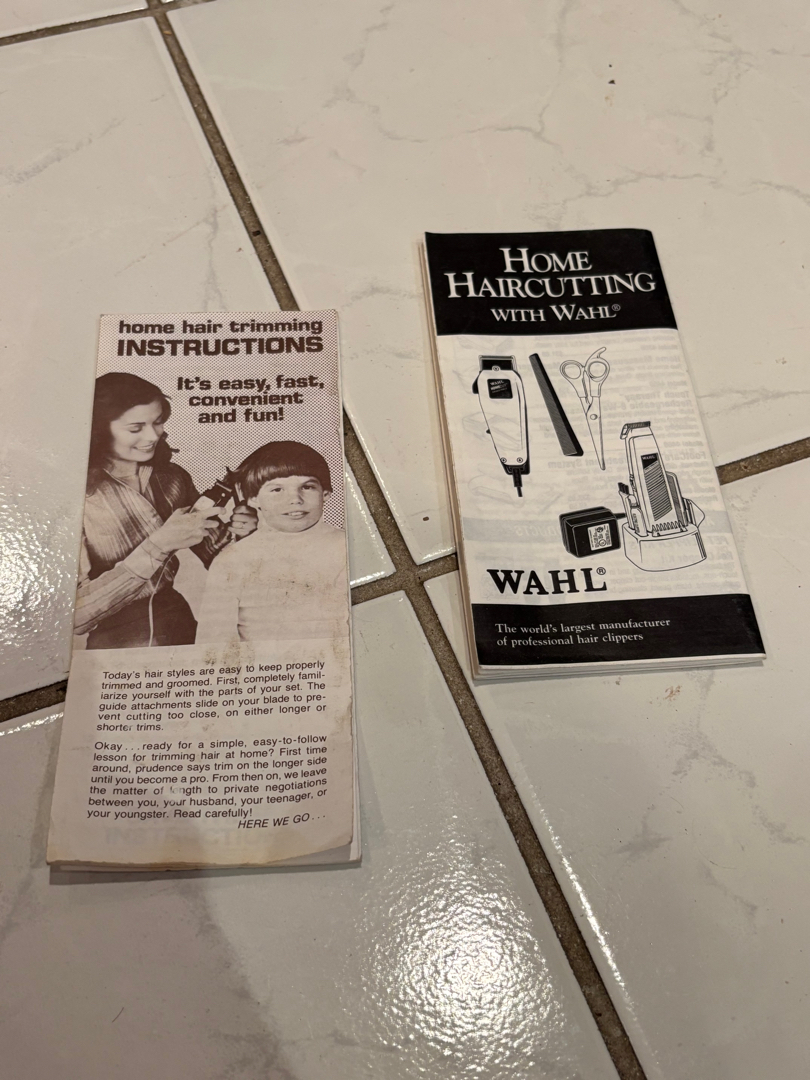 home hair trimming
INSTRUCTIONS
It's easy, fast,
convenient
and fun!
Today's hair styles are easy to keep properly
trimmed and groomed. First, completely famil-
iarize yourself with the parts of your set. The
guide attachments slide on your blade to pre-
vent cutting too close, on either longer or
shorter trims.
Okay...ready for a simple, easy-to-follow
lesson for trimming hair at home? First time
around, prudence says trim on the longer side
until you become a pro. From then on, we leave
the matter of length to private negotiations
between you, your husband, your teenager, or
your youngster. Read carefully!
HERE WE GO...
HOME
HAIRCUTTING
WITH WAHL®
WAHL
WAHL
WAHL®
The world's largest manufacturer
of professional hair clippers